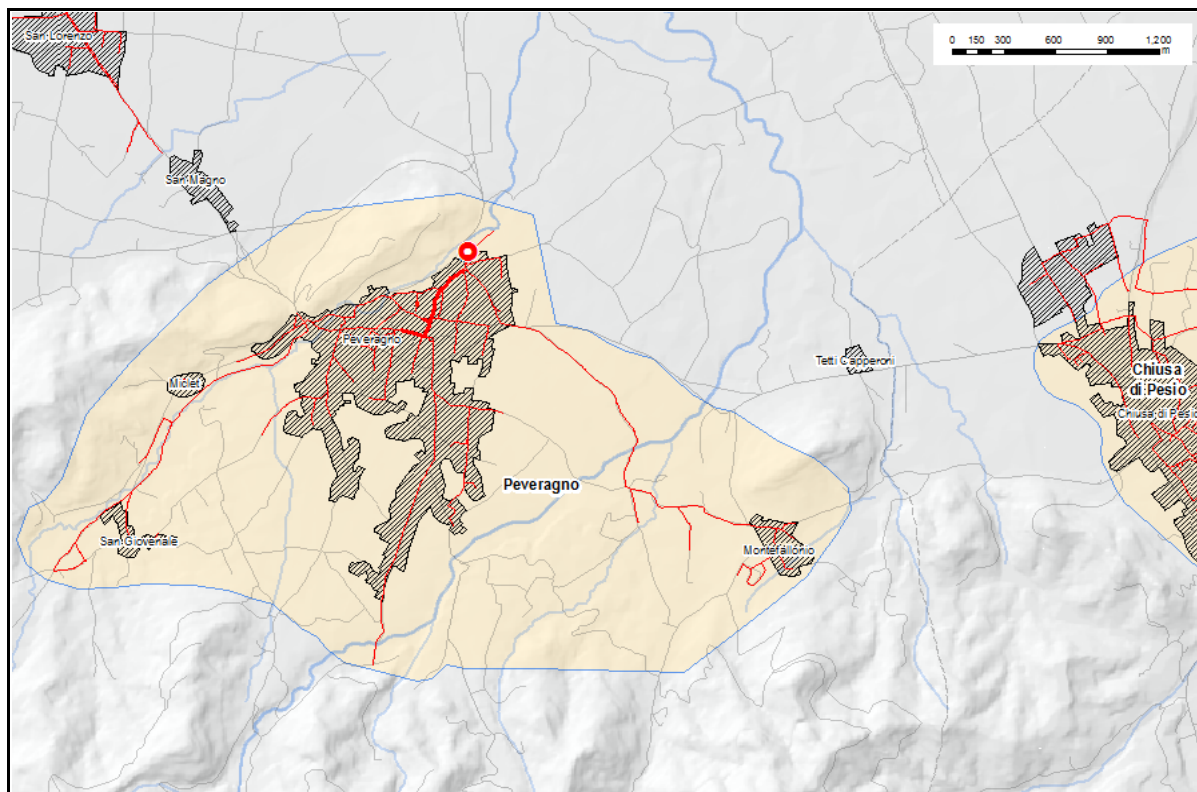 San Lorenzo
0 150 300 600 900 1,200
m
San Magno
Peveragno
Miolet
Tetti Capperoni
Chiusa
di Pesio
Chiusa di Pesio
Peveragno
San Giovenale
Montefallonio